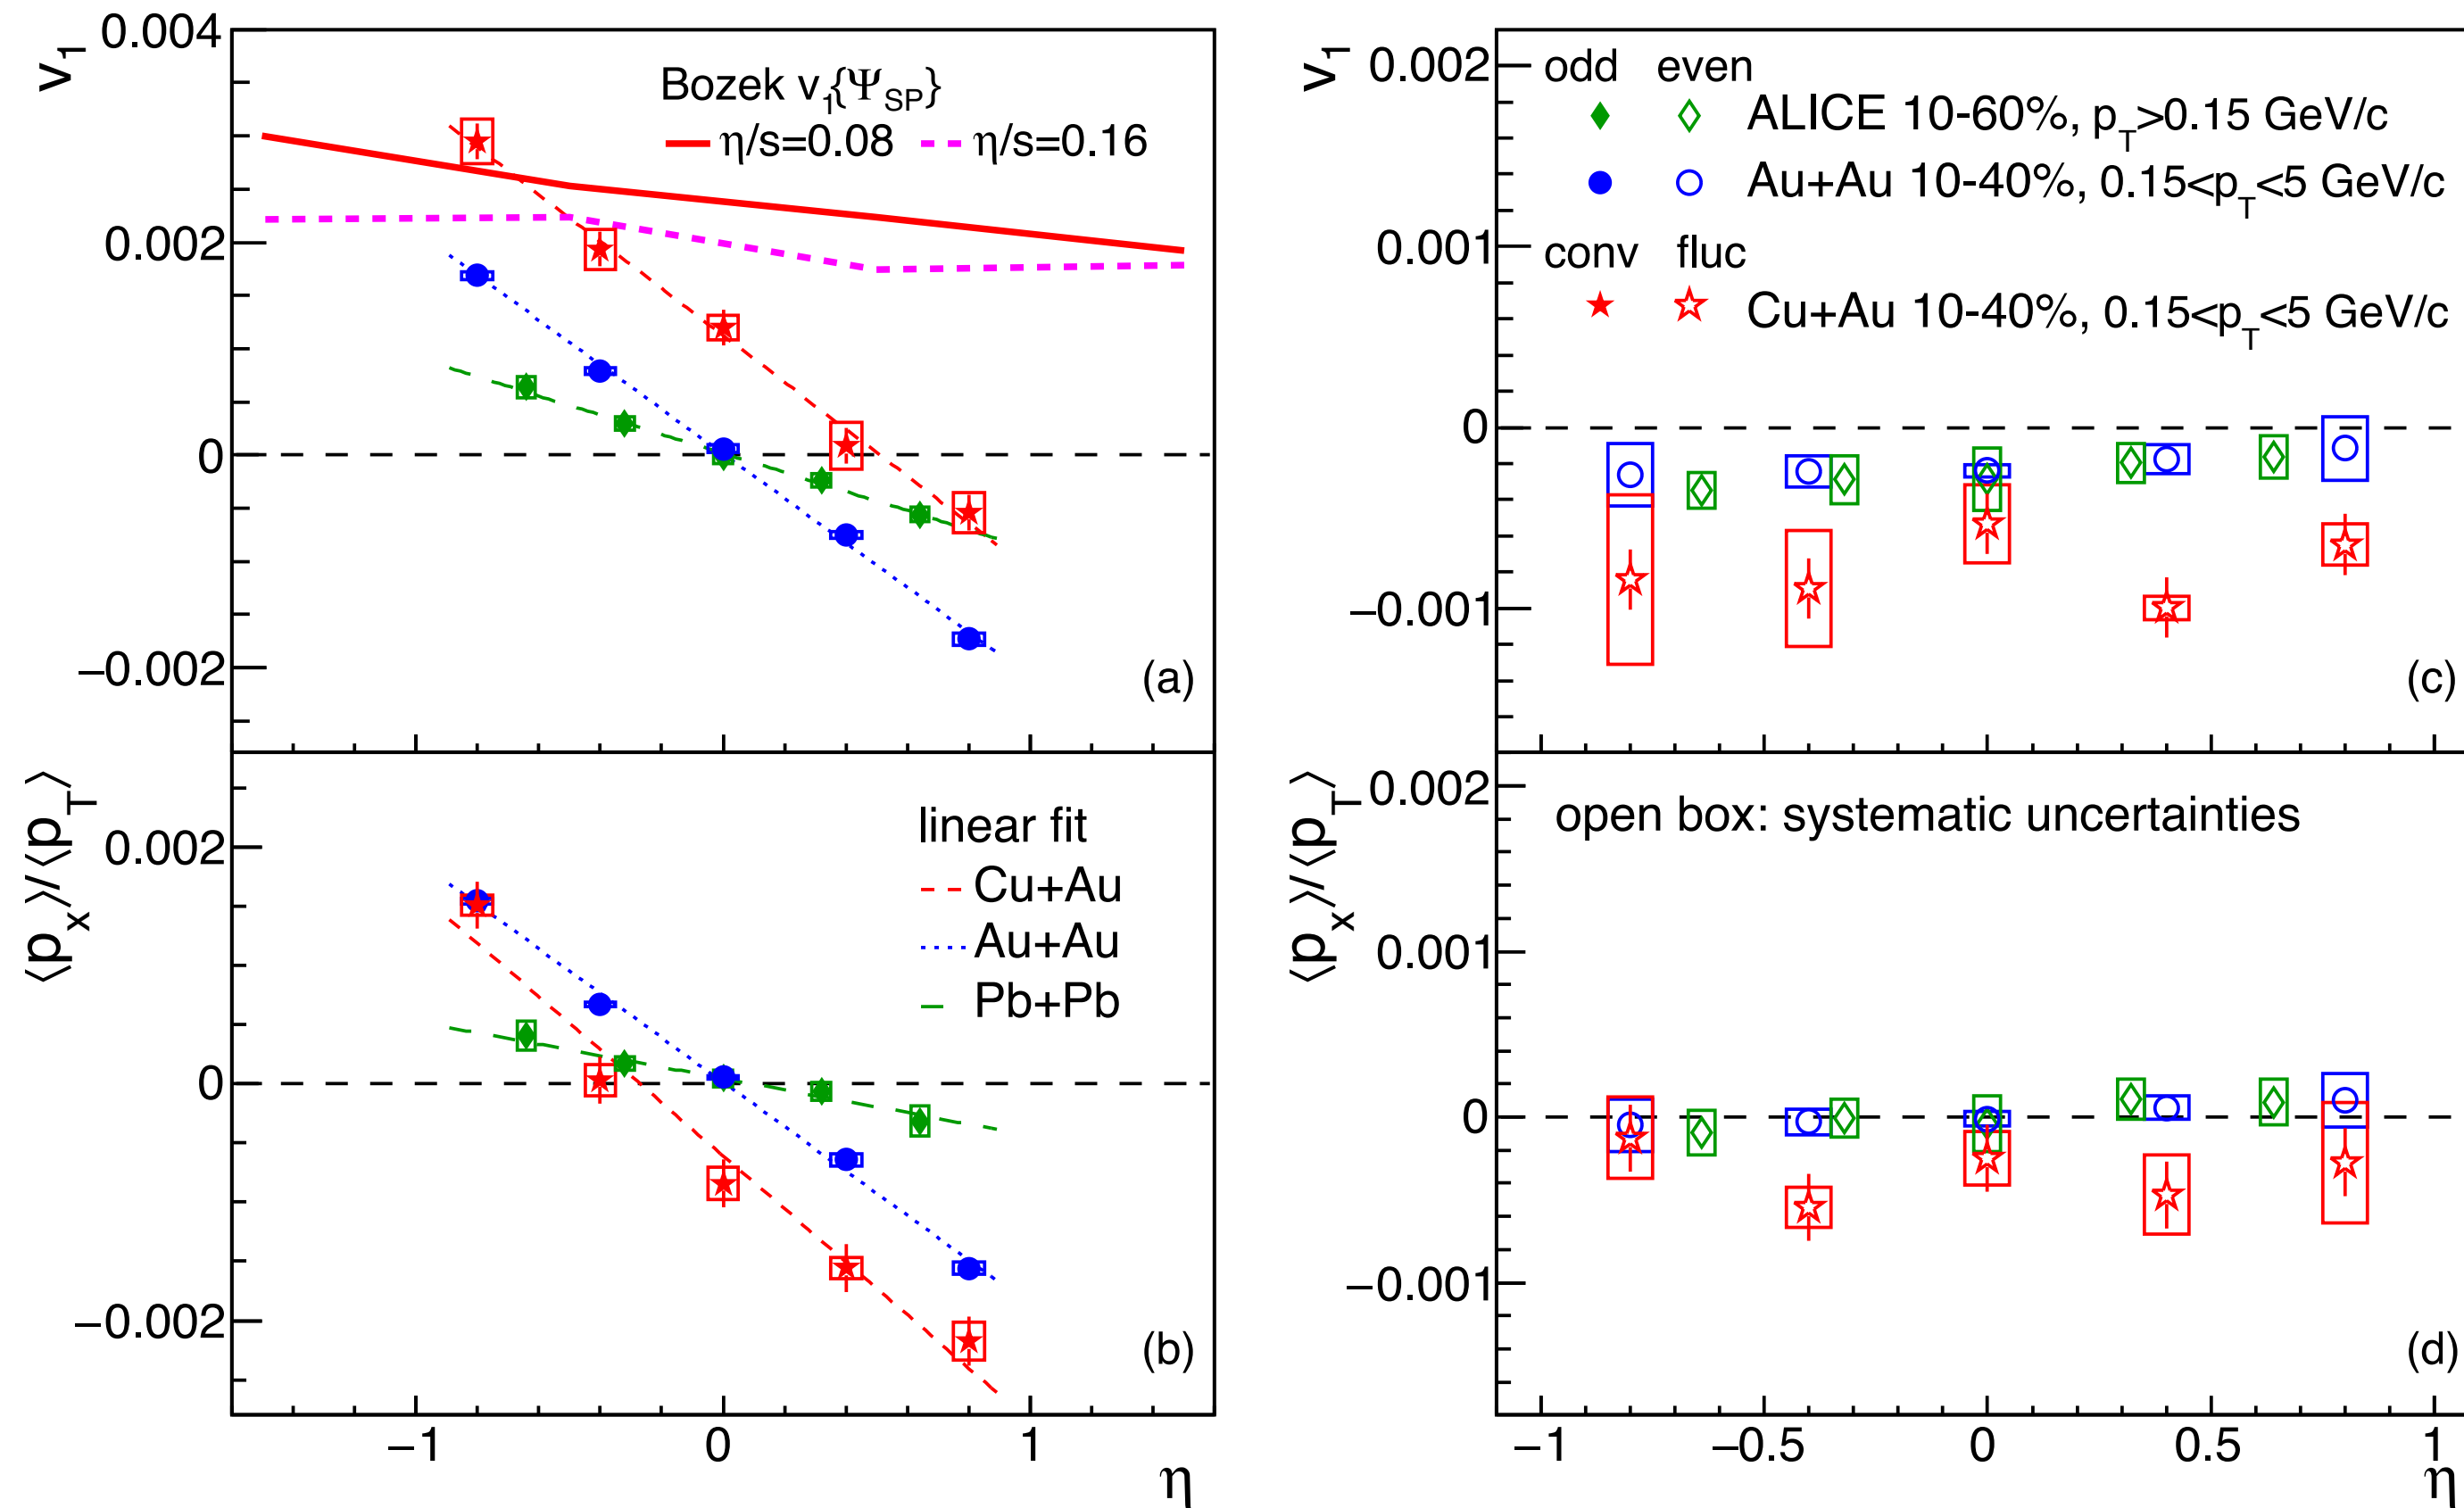 v1
0.004
0.002
0
−0.002
Bozek v1{ΨSP}
η/s=0.08 η/s=0.16
(a)
⟨px⟩/⟨pT⟩
0.002
0
−0.002
linear fit
Cu+Au
Au+Au
Pb+Pb
(b)
−1 0 1
η
v1
0.002
0.001
0
−0.001
odd even
ALICE 10-60%, pT>0.15 GeV/c
Au+Au 10-40%, 0.15<pT<5 GeV/c
conv fluc
Cu+Au 10-40%, 0.15<pT<5 GeV/c
(c)
⟨px⟩/⟨pT⟩
0.002
0.001
0
−0.001
open box: systematic uncertainties
(d)
−1 −0.5 0 0.5 1
η